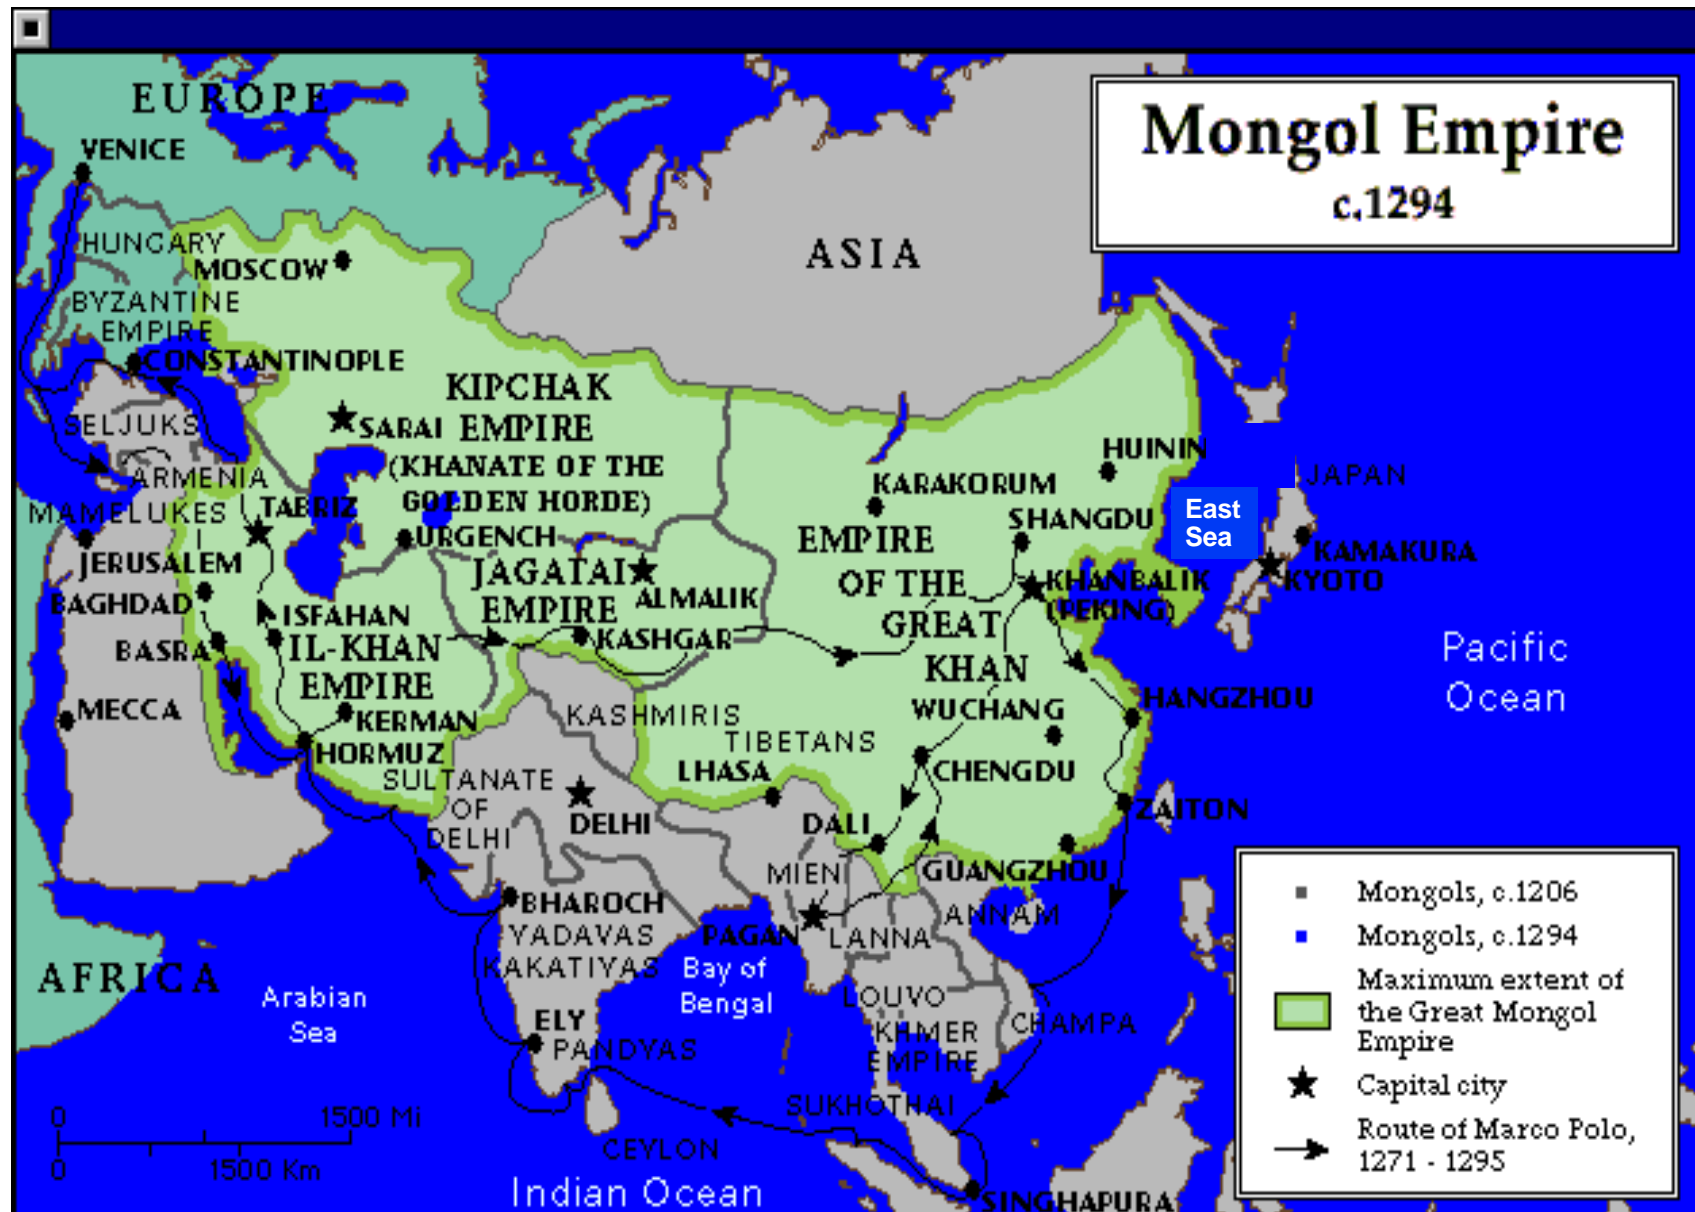 Mongol Empire
c.1294
EUROPE
VENICE
HUNGARY
MOSCOW
BYZANTINE
EMPIRE
CONSTANTINOPLE
ASIA
SELJUKS
ARMENIA
MAMELUKES
TABRIZ
JERUSALEM
BAGHDAD
BASRA
MECCA
SARAI
KIPCHAK
EMPIRE
(KHANATE OF THE
GOLDEN HORDE)
URGENCH
JAGATAI
EMPIRE
ALMALIK
KASHGAR
ISFAHAN
IL-KHAN
EMPIRE
KERMAN
HORMUZ
HUININ
KARAKORUM
SHANGDU
EMPIRE
OF THE
GREAT
KHAN
KHANBALIK
(PEKING)
East
Sea
JAPAN
KAMAKURA
KYOTO
Pacific
Ocean
HANGZHOU
WUCHANG
CHENGDU
ZAITON
KASHMIRIS
TIBETANS
LHASA
SULTANATE
OF
DELHI
DELHI
DALI
GUANGZHOU
MIEN
ANNAM
PAGAN
LANNA
BHAROCH
YADAVAS
KAKATIYAS
Bay of
Bengal
AFRICA
Arabian
Sea
ELY
PANDYAS
LOUVO
KHMER
EMPIRE
CHAMPA
SUKHOTHAI
CEYLON
Indian Ocean
SINGHAPURA
0 1500 Mi
0 1500 Km
Mongols, c.1206
Mongols, c.1294
Maximum extent of
the Great Mongol
Empire
Capital city
Route of Marco Polo,
1271 - 1295